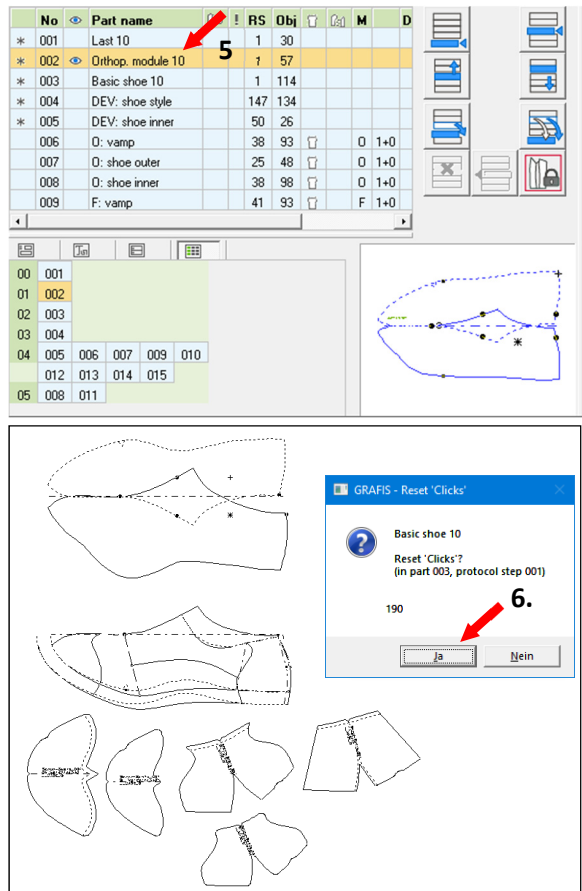 No Part name ! RS Obj M D
* 001 Last 10 1 30
* 002 Orthop. module 10 1 57
5
* 003 Basic shoe 10 1 114
* 004 DEV: shoe style 147 134
* 005 DEV: shoe inner 50 26
006 O: vamp 38 93 O 1+0
007 O: shoe outer 25 48 O 1+0
008 O: shoe inner 38 98 O 1+0
009 F: vamp 41 93 F 1+0
00 001
01 002
02 003
03 004
04 005 006 007 009 010
012 013 014 015
05 008 011
GRAFIS - Reset 'Clicks'
Basic shoe 10
Reset 'Clicks'?
(in part 003, protocol step 001)
6.
190
Ja Nein